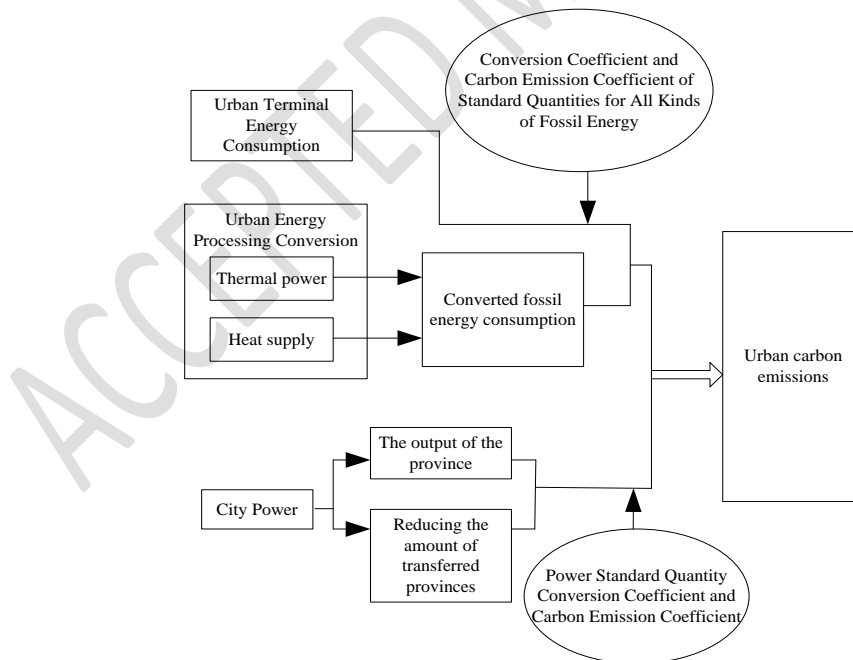 Conversion Coefficient and
Carbon Emission Coefficient of
Standard Quantities for All Kinds
of Fossil Energy
Urban Terminal
Energy
Consumption
Urban Energy
Processing Conversion
Thermal power
Heat supply
Converted fossil
energy consumption
Urban carbon
emissions
The output of the
province
City Power
Reducing the
amount of
transferred
provinces
Power Standard Quantity
Conversion Coefficient and
Carbon Emission Coefficient
ACCEPTED M